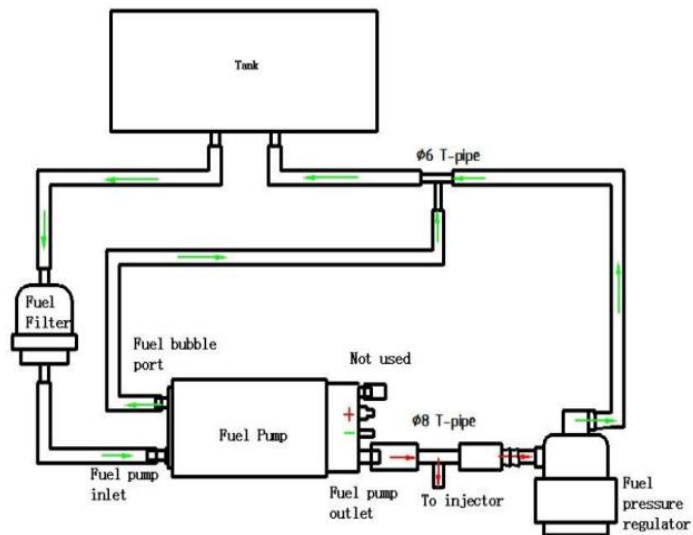 Tank
ϕ6 T-pipe
Fuel
Filter
Fuel bubble
port
Not used
+
−
ϕ8 T-pipe
Fuel Pump
Fuel pump
inlet
Fuel pump
outlet
To injector
Fuel
pressure
regulator